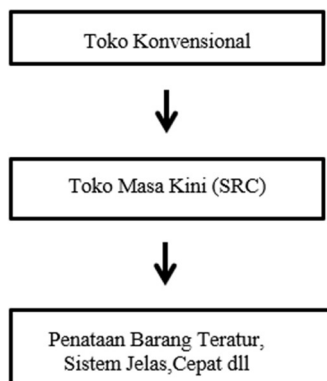 Toko Konvensional
Toko Masa Kini (SRC)
Penataan Barang Teratur,
Sistem Jelas,Cepat dll